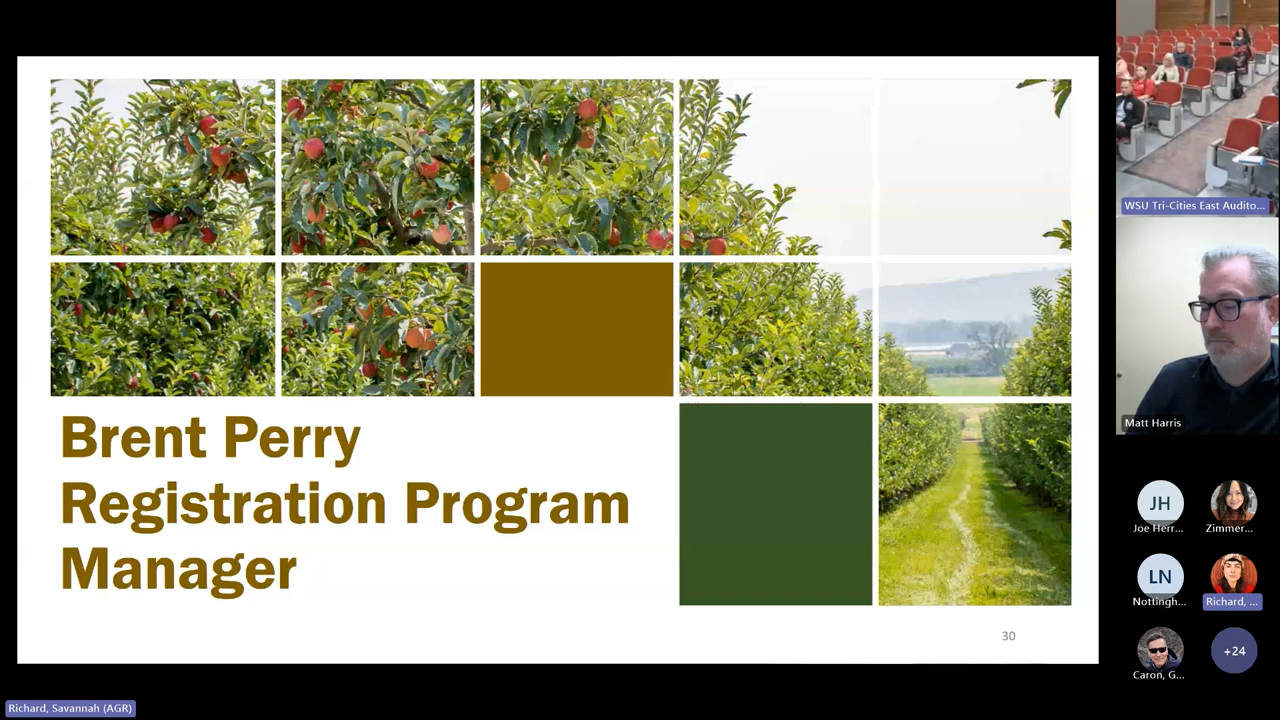 Brent Perry
Registration Program
Manager
30
WSU Tri-Cities East Audito...
Matt Harris
JH
Joe Herr...
Zimmer...
LN
Nottingh...
Richard, ...
Caron, G...
+24
Richard, Savannah (AGR)